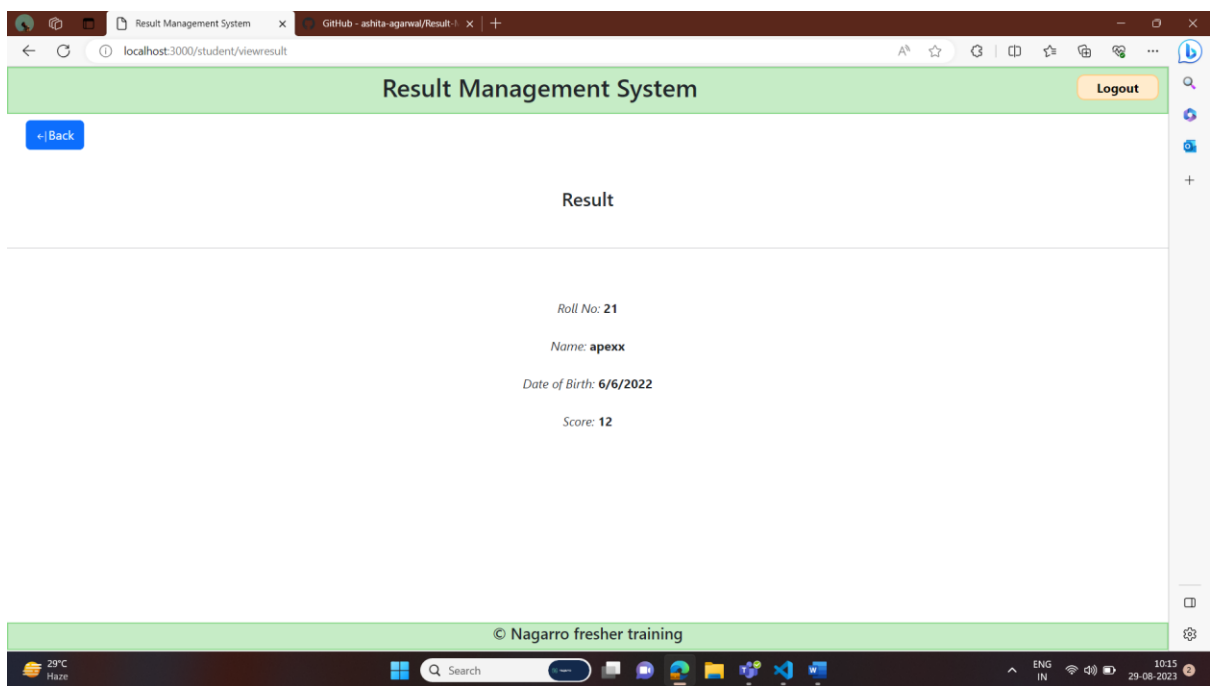 Result Management System
GitHub - ashita-agarwal/Result-
localhost:3000/student/viewresult
Result Management System
Logout
Back
Result
Roll No: 21
Name: apexx
Date of Birth: 6/6/2022
Score: 12
© Nagarro fresher training
29°C
Haze
Search
ENG
IN
10:15
29-08-2023
2